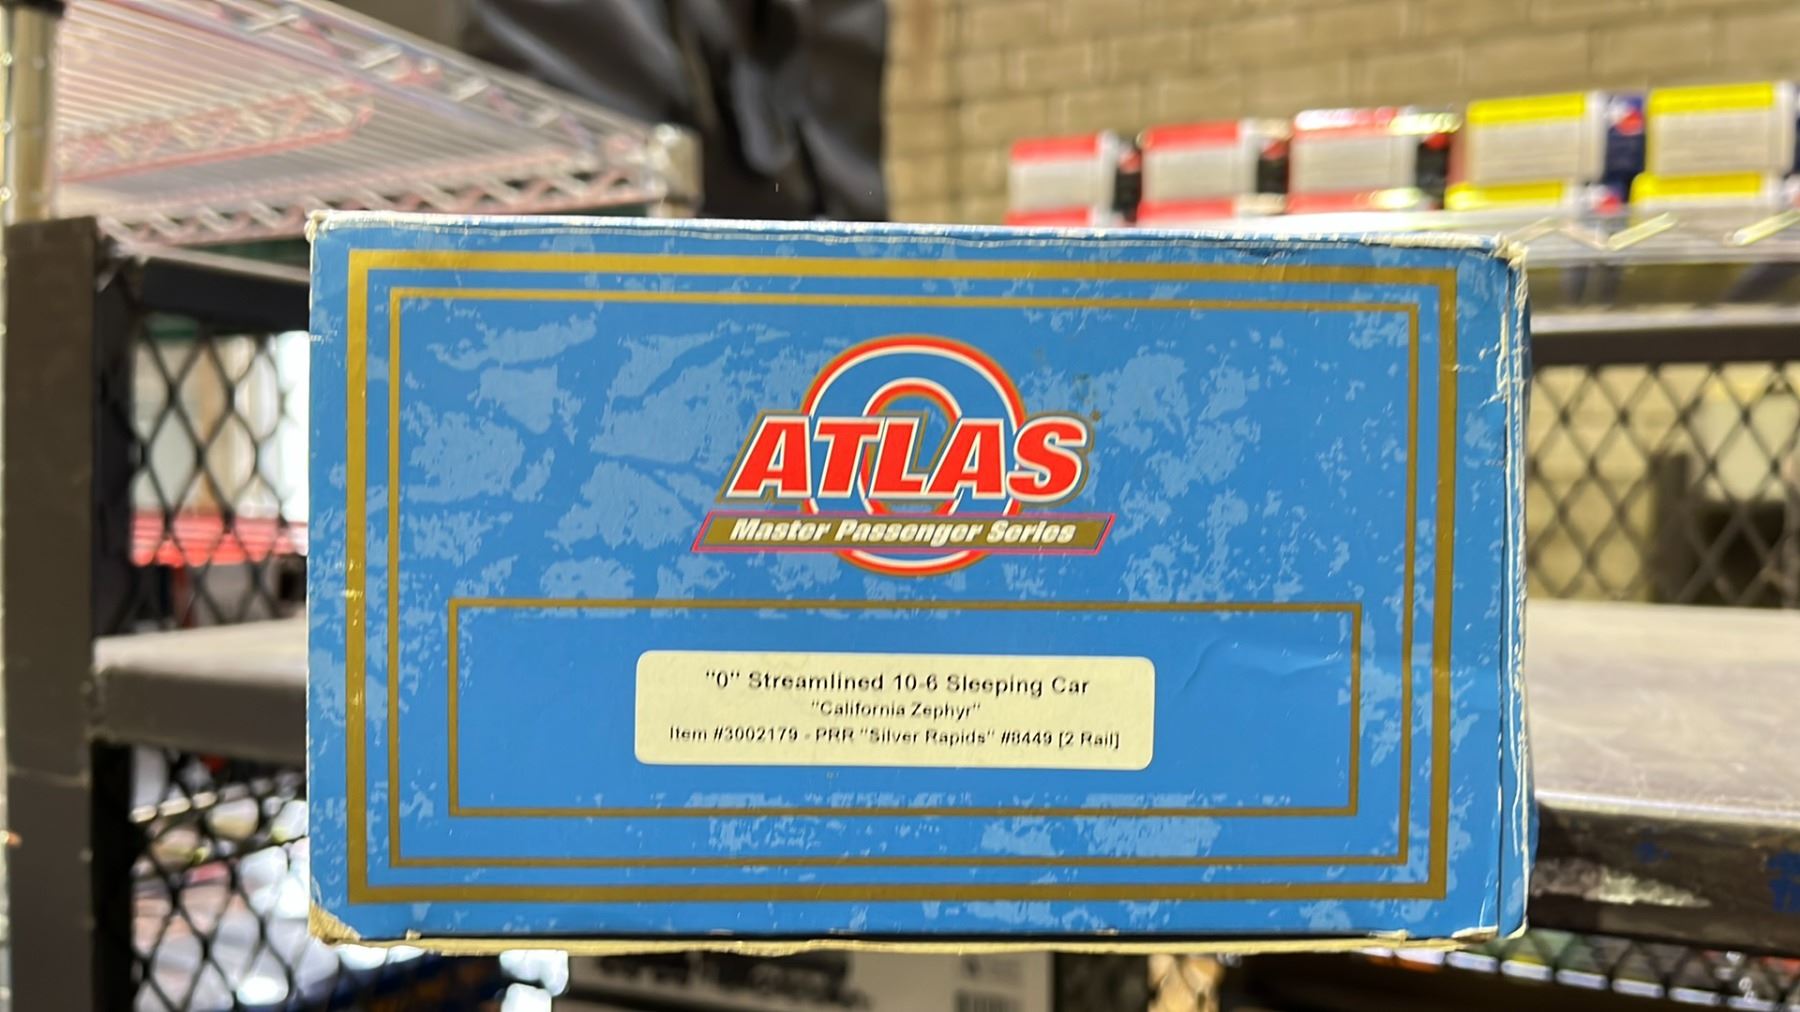 ATLAS
Master Passenger Series
"O" Streamlined 10-6 Sleeping Car
"California Zephyr"
Item #3002179 - PRR "Silver Rapids" #8449 [2 Rail]